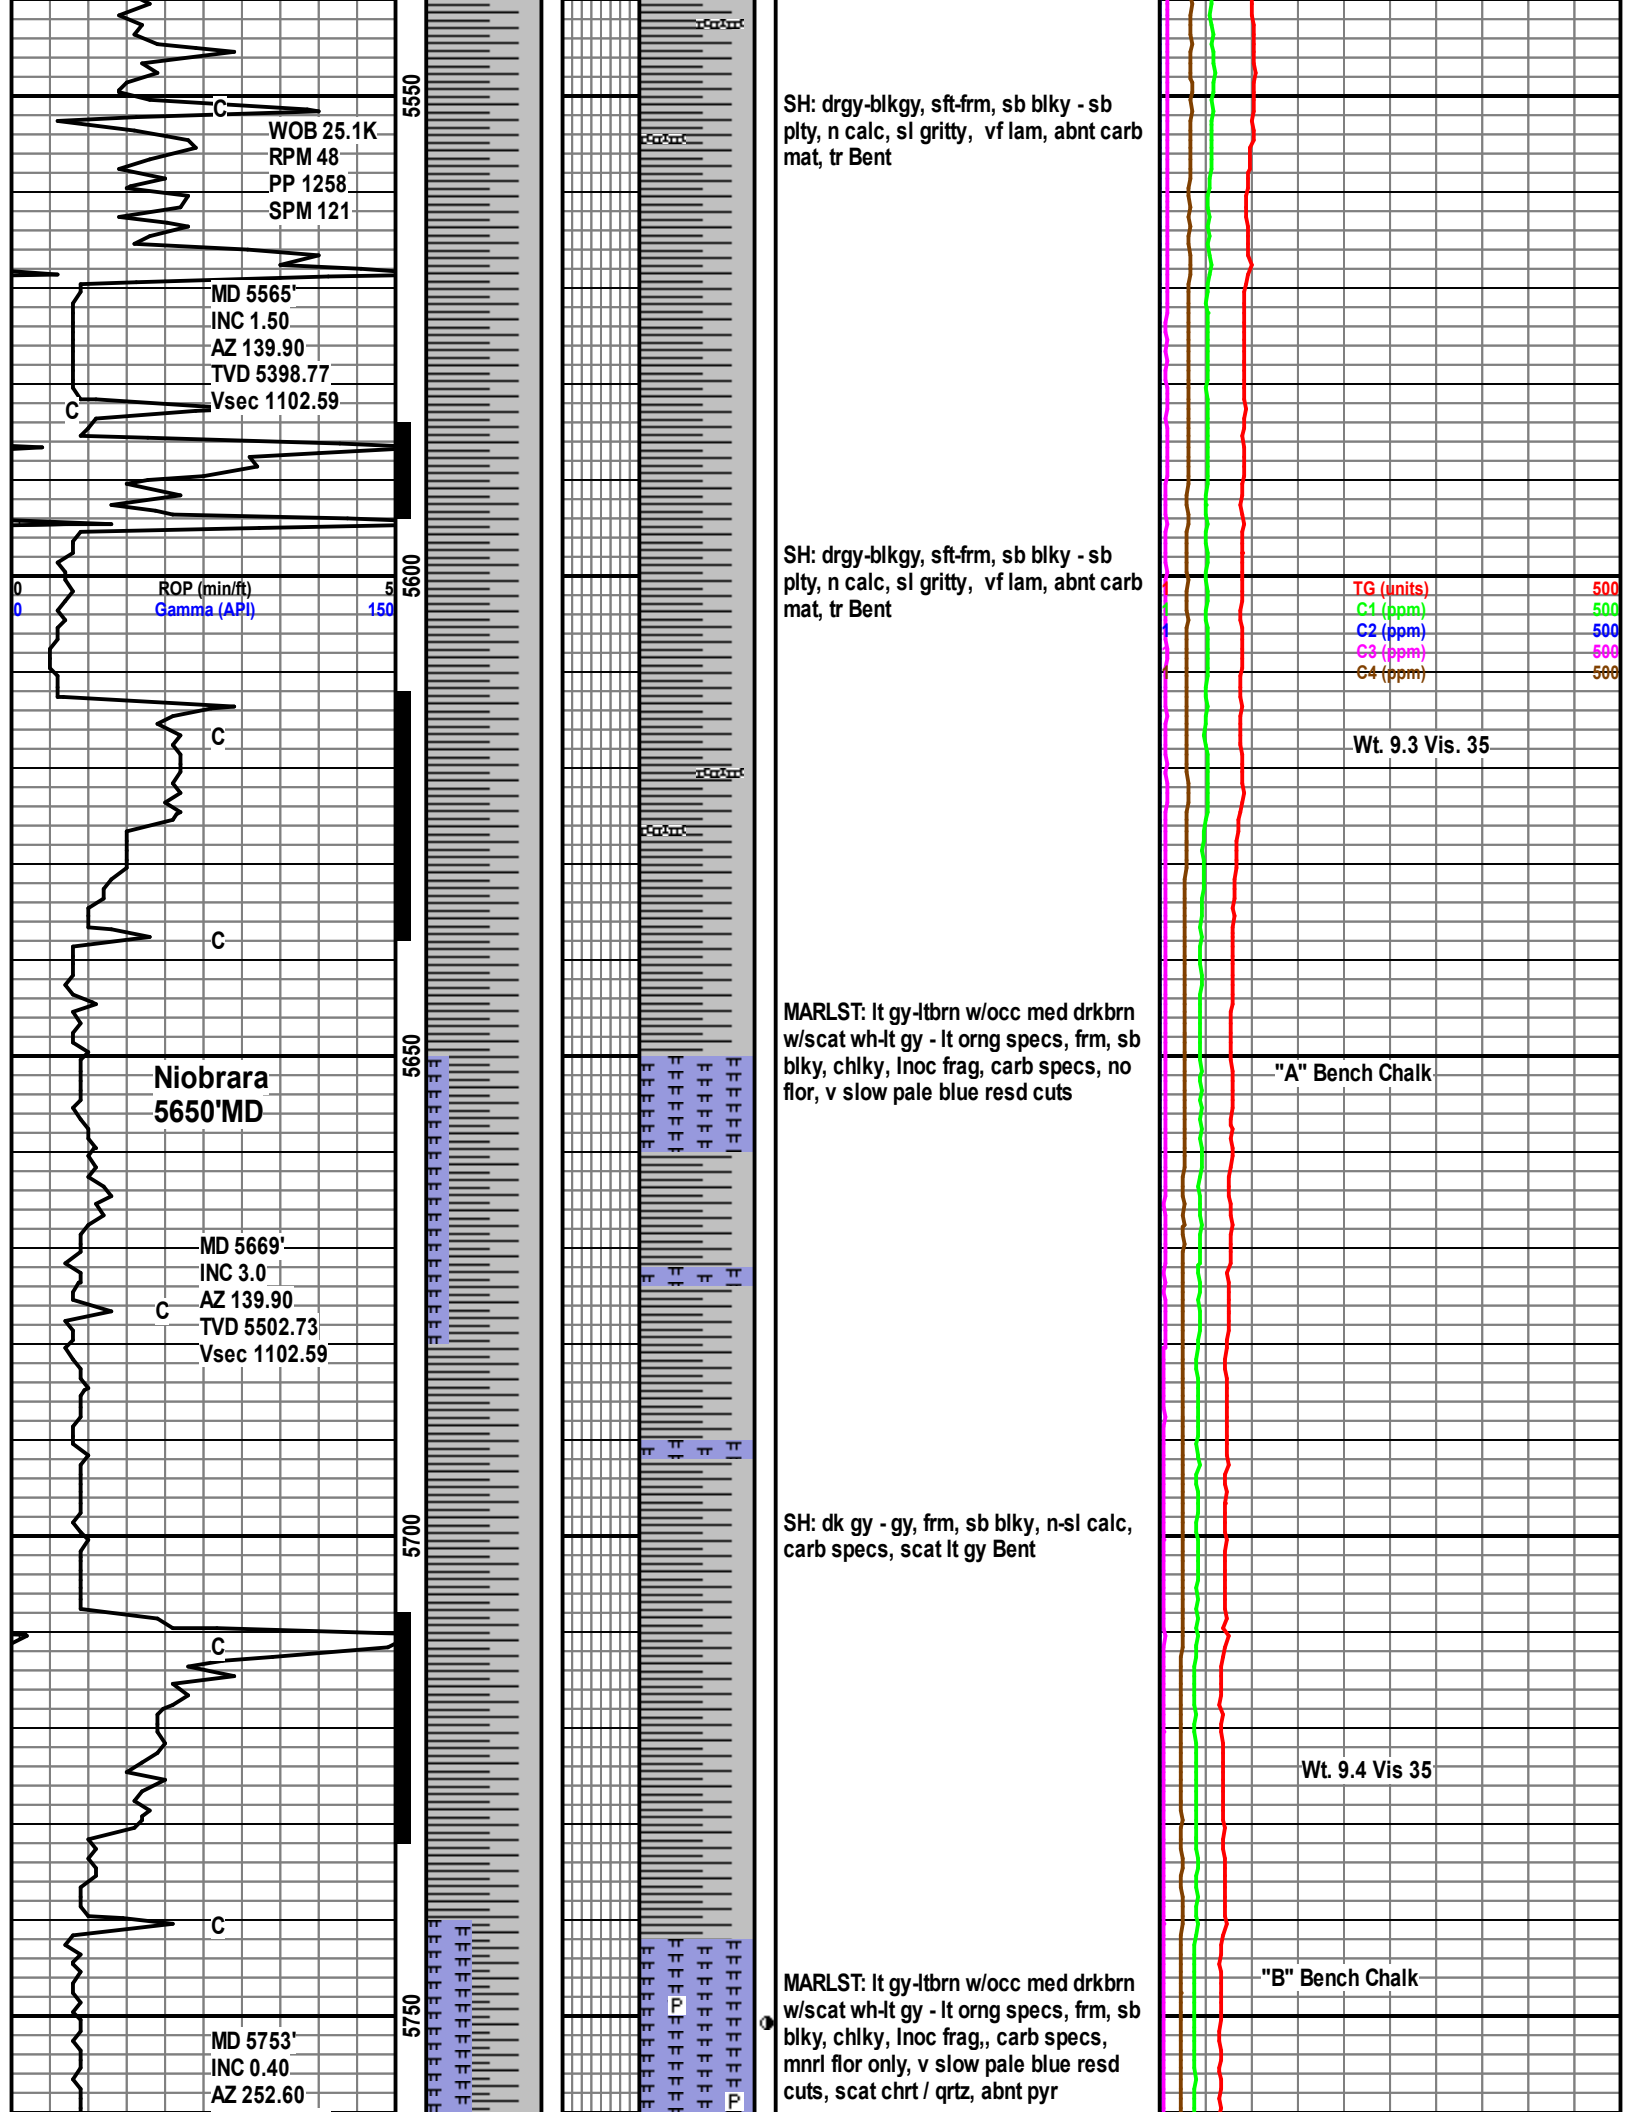 C
WOB 25.1K
RPM 48
PP 1258
SPM 121
MD 5565'
INC 1.50
AZ 139.90
TVD 5398.77
Vsec 1102.59
C
0 ROP (min/ft) 5
0 Gamma (API) 150
C
C
Niobrara
5650'MD
MD 5669'
INC 3.0
AZ 139.90
TVD 5502.73
Vsec 1102.59
C
C
C
MD 5753'
INC 0.40
AZ 252.60
5550
5600
5650
5700
5750
P
P
SH: drgy-blkgy, sft-frm, sb blky - sb
plty, n calc, sl gritty, vf lam, abnt carb
mat, tr Bent
SH: drgy-blkgy, sft-frm, sb blky - sb
plty, n calc, sl gritty, vf lam, abnt carb
mat, tr Bent
MARLST: lt gy-ltbrn w/occ med drkbrn
w/scat wh-lt gy - lt orng specs, frm, sb
blky, chlky, Inoc frag, carb specs, no
flor, v slow pale blue resd cuts
SH: dk gy - gy, frm, sb blky, n-sl calc,
carb specs, scat lt gy Bent
MARLST: lt gy-ltbrn w/occ med drkbrn
w/scat wh-lt gy - lt orng specs, frm, sb
blky, chlky, Inoc frag,, carb specs,
mnrl flor only, v slow pale blue resd
cuts, scat chrt / qrtz, abnt pyr
1 TG (units) 500
1 C1 (ppm) 500
1 C2 (ppm) 500
1 C3 (ppm) 500
1 C4 (ppm) 500
Wt. 9.3 Vis. 35
"A" Bench Chalk
Wt. 9.4 Vis 35
"B" Bench Chalk